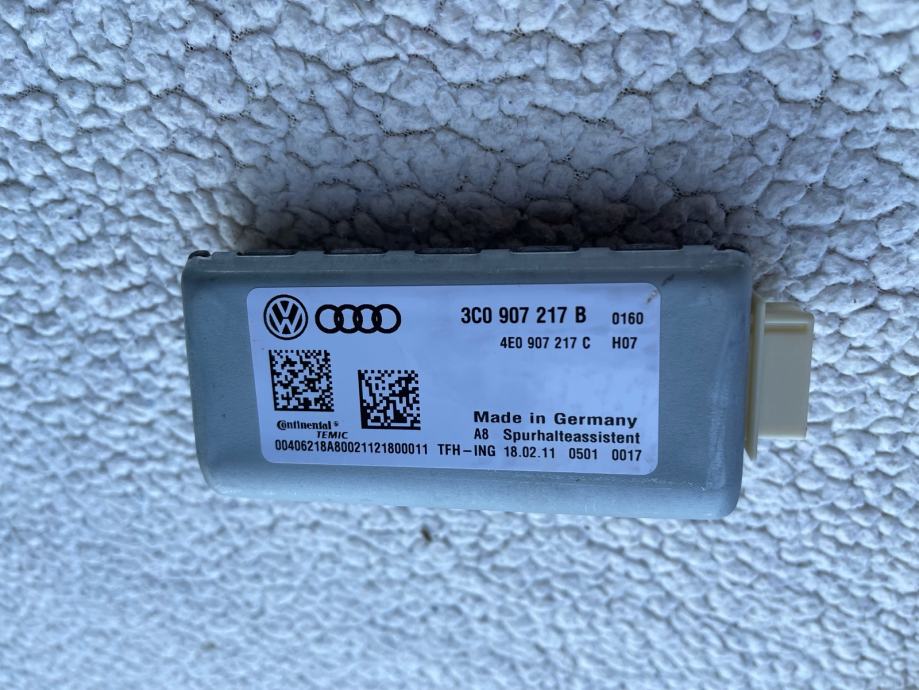 3C0 907 217 B 0160
4E0 907 217 C H07
Continental®
TEMIC
Made in Germany
A8 Spurhalteassistent
00406218A80021121800011 TFH-ING 18.02.11 0501 0017